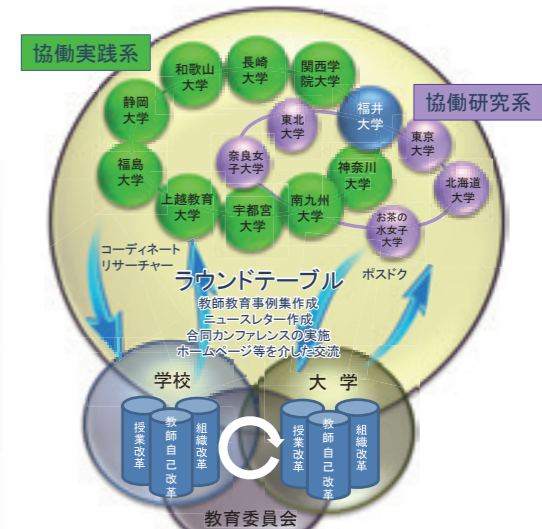 協働実践系
和歌山
大学
長崎
大学
関西学
院大学
静岡
大学
東北
大学
福井
大学
協働研究系
東京
大学
福島
大学
奈良女
子大学
神奈川
大学
北海道
大学
上越教育
大学
宇都宮
大学
南九州
大学
お茶の
水女子
大学
コーディネート
リサーチャー
ラウンドテーブル
ポスドク
教師教育事例集作成
ニュースレター作成
合同カンファレンスの実施
ホームページ等を介した交流
学校
大 学
授業改革
教師自己改革
組織改革
授業改革
教師自己改革
組織改革
教育委員会